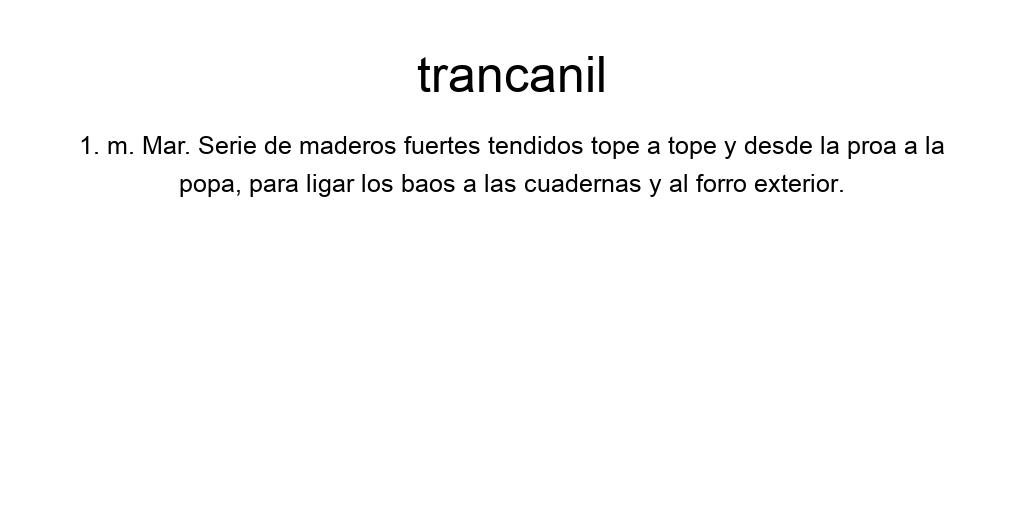 trancanil
1. m. Mar. Serie de maderos fuertes tendidos tope a tope y desde la proa a la
popa, para ligar los baos a las cuadernas y al forro exterior.